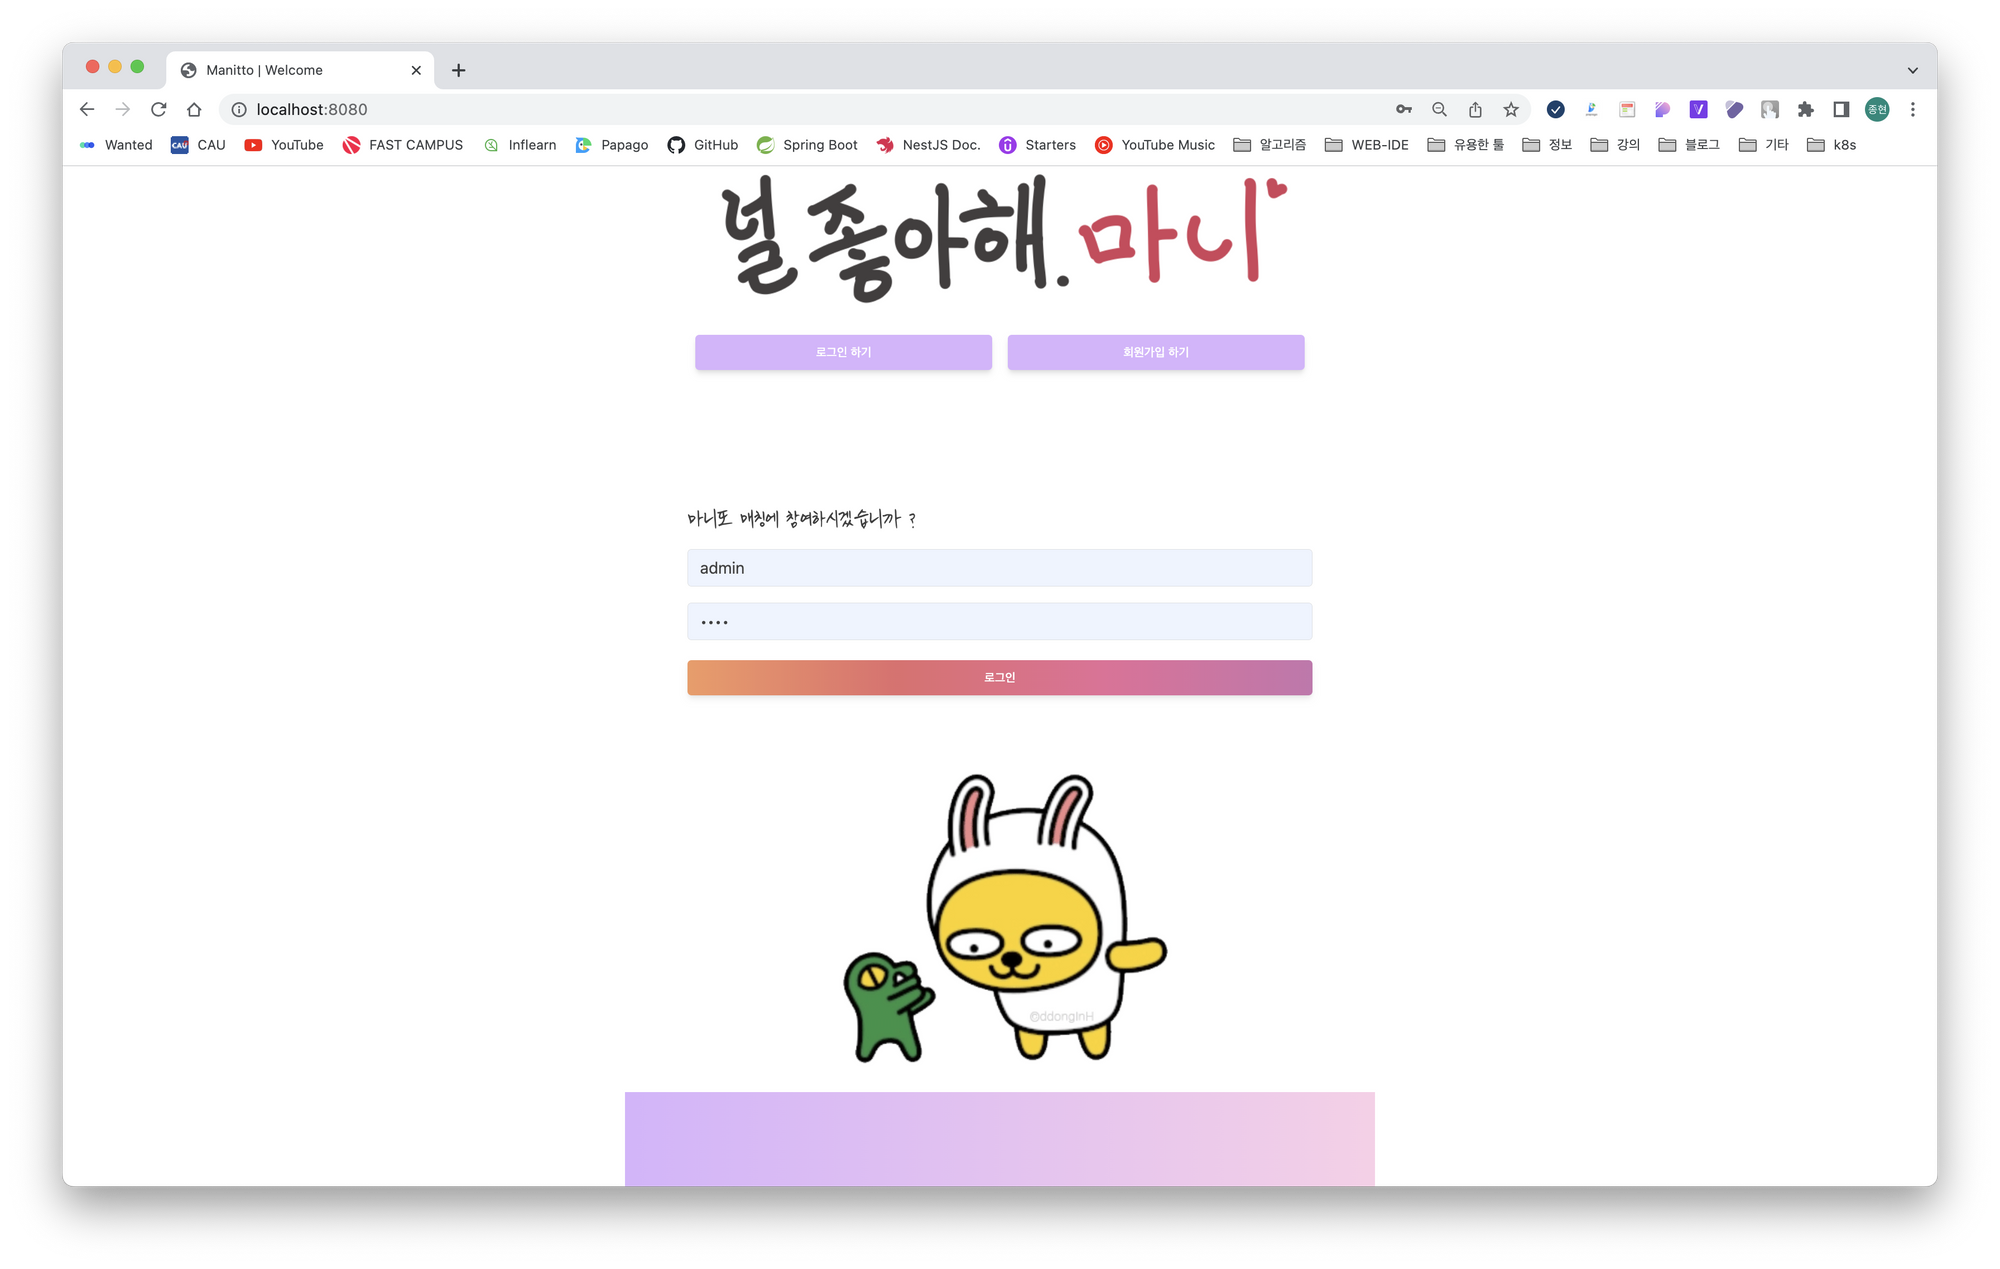 Manitto | Welcome
localhost:8080
종현
Wanted CAU CAU YouTube FAST CAMPUS Inflearn Papago GitHub Spring Boot NestJS Doc. Starters YouTube Music 알고리즘 WEB-IDE 유용한 툴 정보 강의 블로그 기타 k8s
널 좋아해. 마니
로그인 하기 회원가입 하기
마니또 매칭에 참여하시겠습니까 ?
admin
••••
로그인
@ddonginH